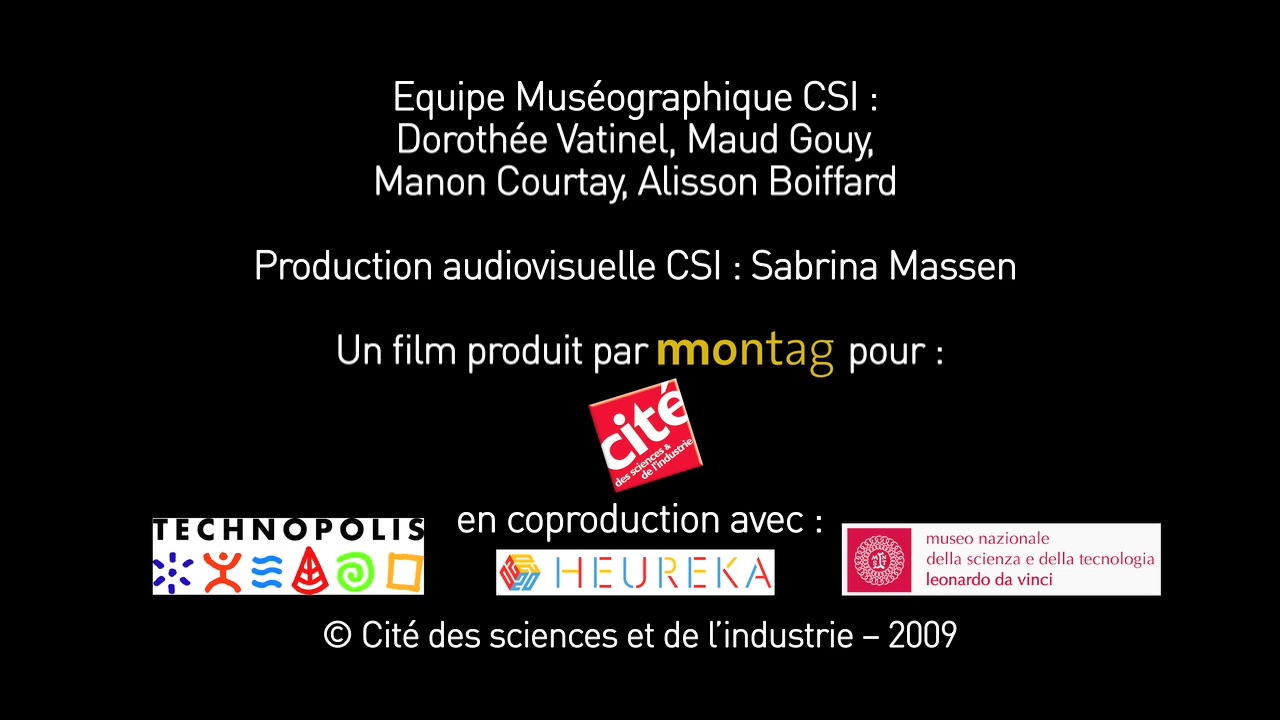 Equipe Muséographique CSI :
Dorothée Vatinel, Maud Gouy,
Manon Courtay, Alisson Boiffard
Production audiovisuelle CSI : Sabrina Massen
Un film produit par montag pour :
cité
des sciences &
de l'industrie
en coproduction avec :
TECHNOPOLIS
HEUREKA
museo nazionale
della scienza e della tecnologia
leonardo da vinci
© Cité des sciences et de l'industrie – 2009